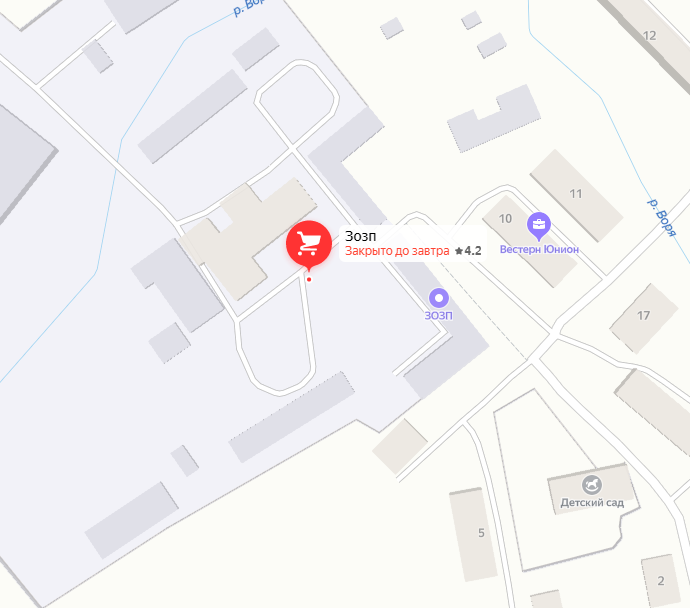 р. Воря
12
11
р. Воря
10
Зозп
Закрыто до завтра ★4.2
Вестерн Юнион
ЗОЗП
17
Детский сад
5
2